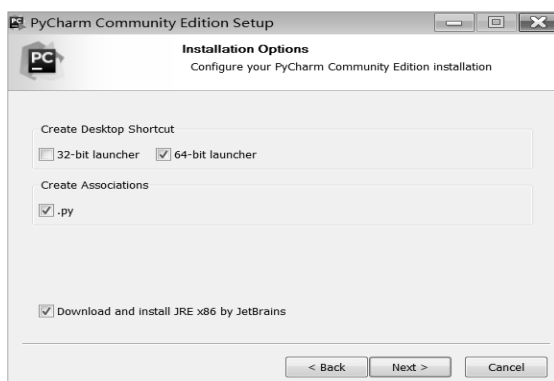 PyCharm Community Edition Setup
PC
Installation Options
Configure your PyCharm Community Edition installation
Create Desktop Shortcut
32-bit launcher 64-bit launcher
Create Associations
.py
Download and install JRE x86 by JetBrains
< Back Next > Cancel